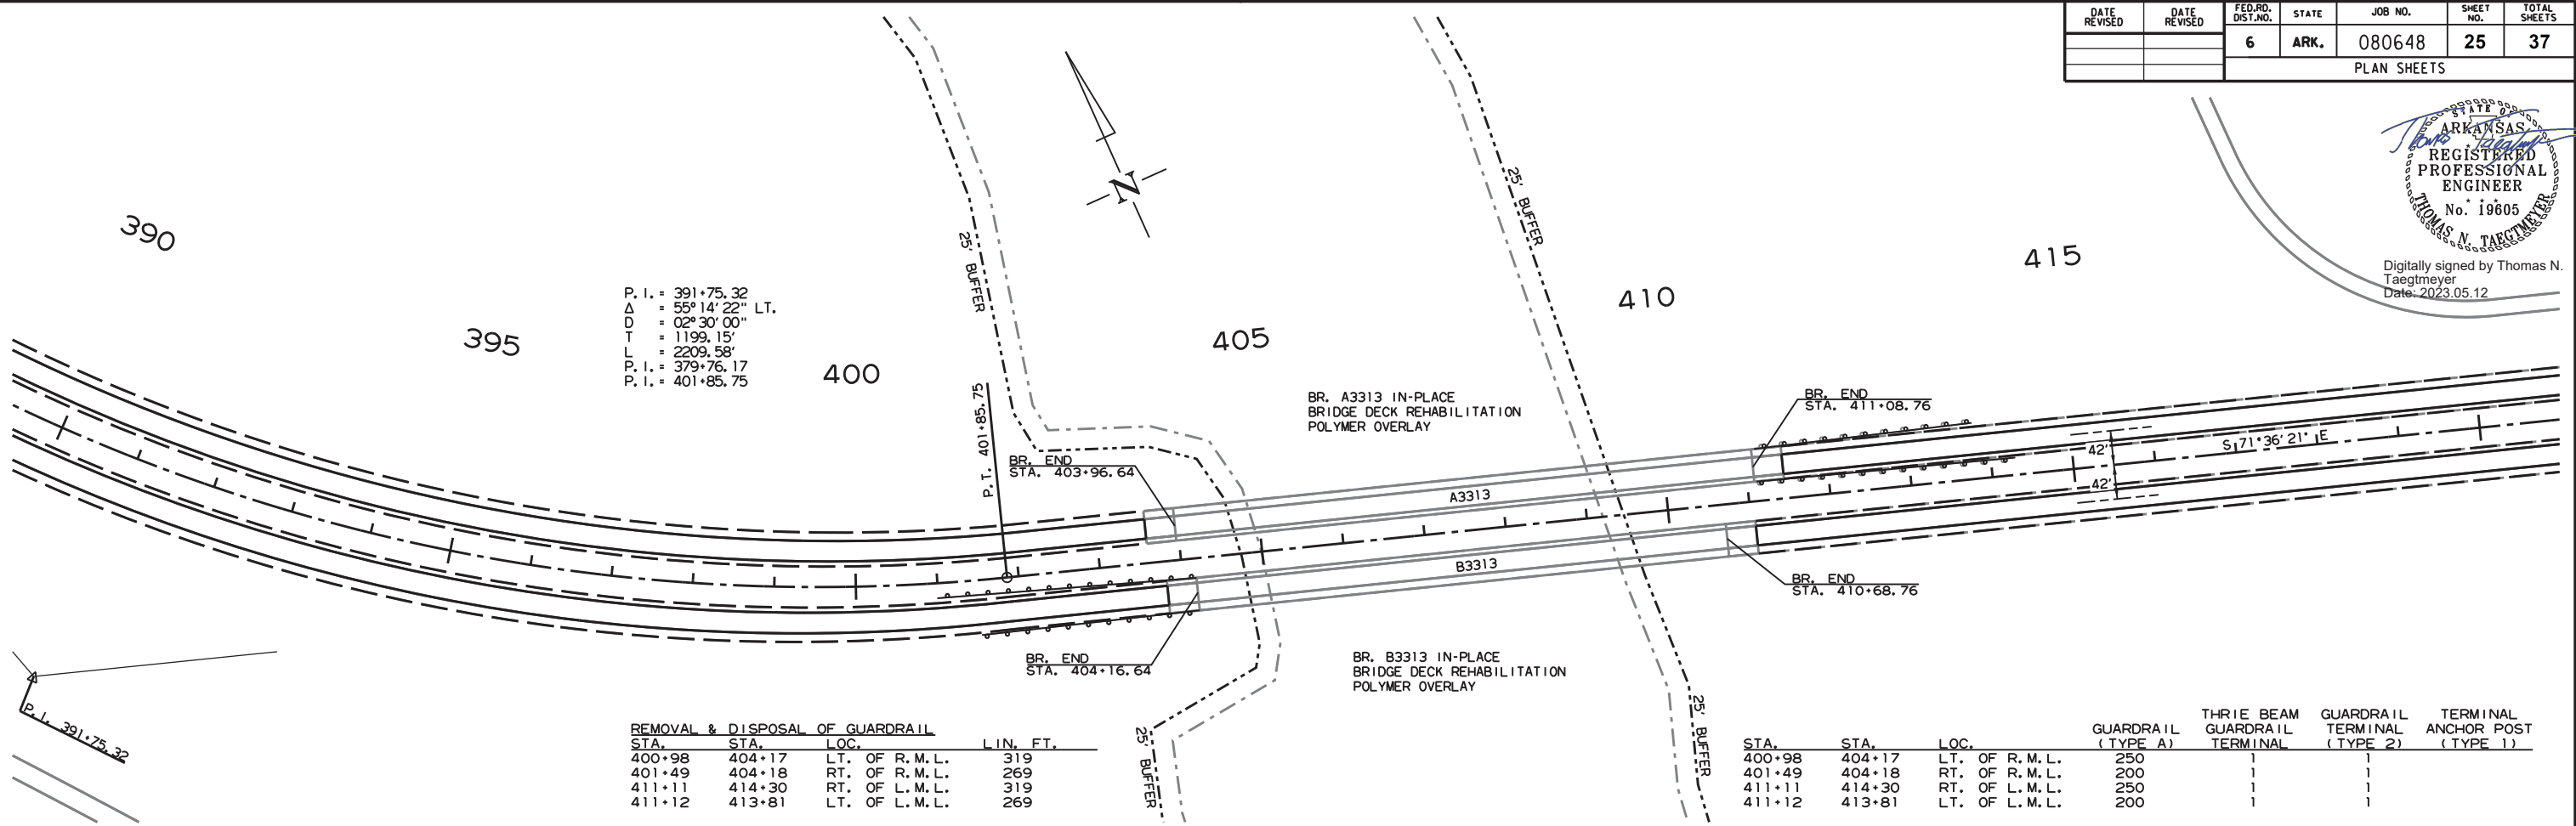 DATE REVISED DATE REVISED FED.RD. DIST.NO. STATE JOB NO. SHEET NO. TOTAL SHEETS
6 ARK. 080648 25 37
PLAN SHEETS
STATE OF
ARKANSAS
REGISTERED
PROFESSIONAL
ENGINEER
No. 19605
THOMAS N. TAEGTMEYER
Digitally signed by Thomas N.
Taegtmeyer
Date: 2023.05.12
390
395
400
405
410
415
N
25' BUFFER
25' BUFFER
P.I. = 391+75.32
Δ = 55°14'22" LT.
D = 02°30'00"
T = 1199.15'
L = 2209.58'
P.I. = 379+76.17
P.I. = 401+85.75
P.T. 401+85.75
BR. END
STA. 403+96.64
BR. A3313 IN-PLACE
BRIDGE DECK REHABILITATION
POLYMER OVERLAY
BR. END
STA. 411+08.76
A3313
B3313
42'
42'
S 71°36'21" E
BR. END
STA. 410+68.76
BR. END
STA. 404+16.64
BR. B3313 IN-PLACE
BRIDGE DECK REHABILITATION
POLYMER OVERLAY
P.I. 391+75.32
25' BUFFER
25' BUFFER
REMOVAL & DISPOSAL OF GUARDRAIL
STA. STA. LOC. LIN. FT.
400+98 404+17 LT. OF R.M.L. 319
401+49 404+18 RT. OF R.M.L. 269
411+11 414+30 RT. OF L.M.L. 319
411+12 413+81 LT. OF L.M.L. 269
THRIE BEAM GUARDRAIL TERMINAL
GUARDRAIL GUARDRAIL TERMINAL ANCHOR POST
STA. STA. LOC. (TYPE A) TERMINAL (TYPE 2) (TYPE 1)
400+98 404+17 LT. OF R.M.L. 250 1 1
401+49 404+18 RT. OF R.M.L. 200 1 1
411+11 414+30 RT. OF L.M.L. 250 1 1
411+12 413+81 LT. OF L.M.L. 200 1 1